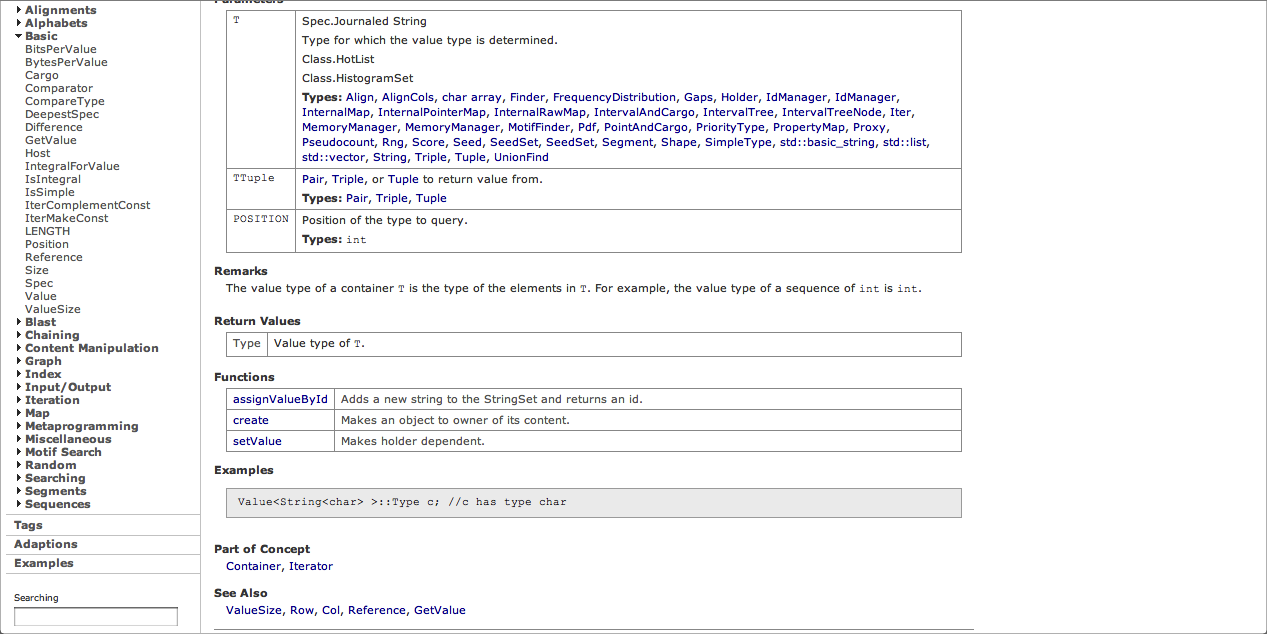 Alignments
Alphabets
Basic
BitsPerValue
BytesPerValue
Cargo
Comparator
CompareType
DeepestSpec
Difference
GetValue
Host
IntegralForValue
IsIntegral
IsSimple
IterComplementConst
IterMakeConst
LENGTH
Position
Reference
Size
Spec
Value
ValueSize
Blast
Chaining
Content Manipulation
Graph
Index
Input/Output
Iteration
Map
Metaprogramming
Miscellaneous
Motif Search
Random
Searching
Segments
Sequences
Tags
Adaptions
Examples
Searching
Parameters
T
Spec.Journaled String
Type for which the value type is determined.
Class.HotList
Class.HistogramSet
Types: Align, AlignCols, char array, Finder, FrequencyDistribution, Gaps, Holder, IdManager, IdManager,
InternalMap, InternalPointerMap, InternalRawMap, IntervalAndCargo, IntervalTree, IntervalTreeNode, Iter,
MemoryManager, MemoryManager, MotifFinder, Pdf, PointAndCargo, PriorityType, PropertyMap, Proxy,
Pseudocount, Rng, Score, Seed, SeedSet, SeedSet, Segment, Shape, SimpleType, std::basic_string, std::list,
std::vector, String, Triple, Tuple, UnionFind
TTuple
Pair, Triple, or Tuple to return value from.
Types: Pair, Triple, Tuple
POSITION
Position of the type to query.
Types: int
Remarks
The value type of a container T is the type of the elements in T. For example, the value type of a sequence of int is int.
Return Values
Type Value type of T.
Functions
assignValueById Adds a new string to the StringSet and returns an id.
create Makes an object to owner of its content.
setValue Makes holder dependent.
Examples
Value<String<char> >::Type c; //c has type char
Part of Concept
Container, Iterator
See Also
ValueSize, Row, Col, Reference, GetValue